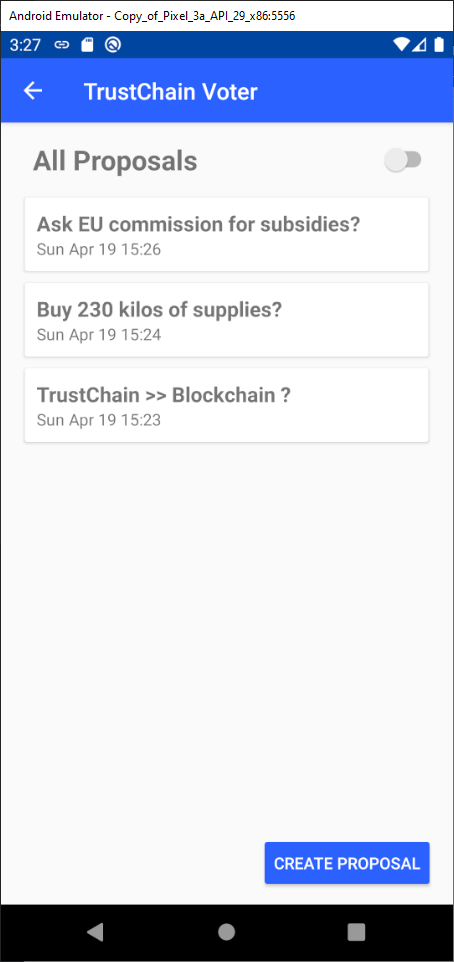 Android Emulator - Copy_of_Pixel_3a_API_29_x86:5556
3:27
TrustChain Voter
All Proposals
Ask EU commission for subsidies?
Sun Apr 19 15:26
Buy 230 kilos of supplies?
Sun Apr 19 15:24
TrustChain >> Blockchain ?
Sun Apr 19 15:23
CREATE PROPOSAL